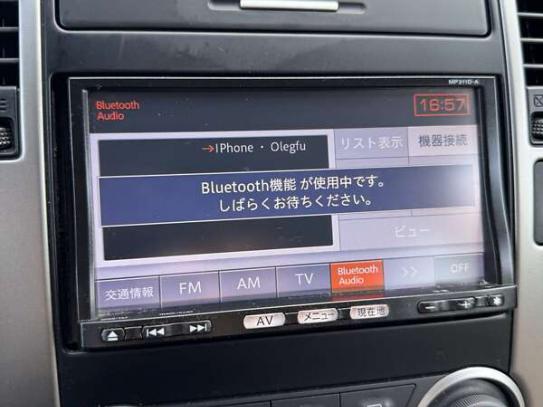 MP311D-A
Bluetooth
Audio
16:57
→IPhone ・ Olegfu
リスト表示
機器接続
Bluetooth機能 が使用中です。
しばらくお待ちください。
ビュー
交通情報
FM
AM
TV
Bluetooth
Audio
>>
OFF
AV
メニュー
現在地